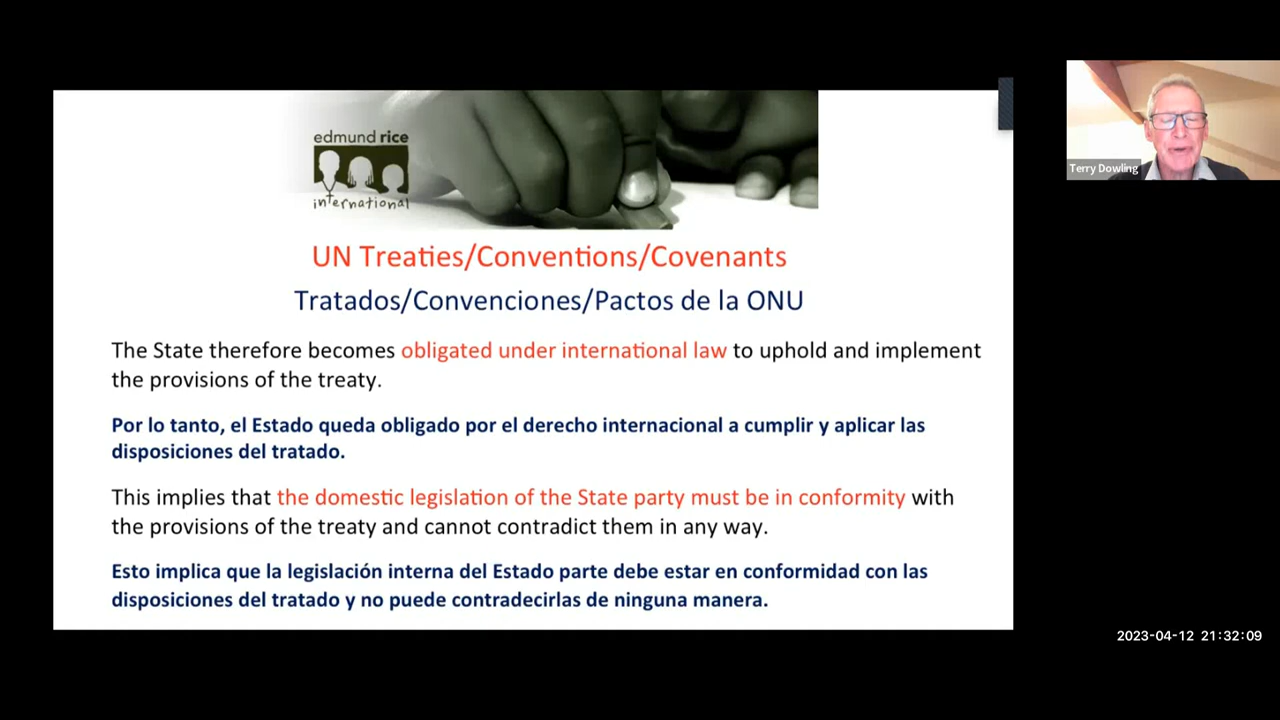 edmund rice
international
UN Treaties/Conventions/Covenants
Tratados/Convenciones/Pactos de la ONU
The State therefore becomes obligated under international law to uphold and implement
the provisions of the treaty.
Por lo tanto, el Estado queda obligado por el derecho internacional a cumplir y aplicar las
disposiciones del tratado.
This implies that the domestic legislation of the State party must be in conformity with
the provisions of the treaty and cannot contradict them in any way.
Esto implica que la legislación interna del Estado parte debe estar en conformidad con las
disposiciones del tratado y no puede contradecirlas de ninguna manera.
Terry Dowling
2023-04-12 21:32:09